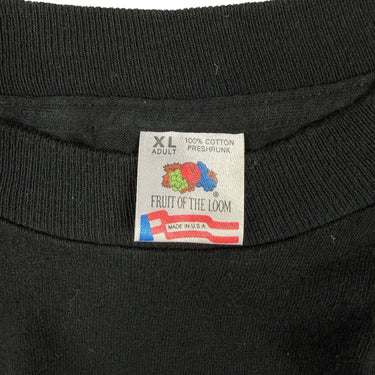 XL 100% COTTON
ADULT PRESHRUNK
®
FRUIT OF THE LOOM
MADE IN U.S.A.